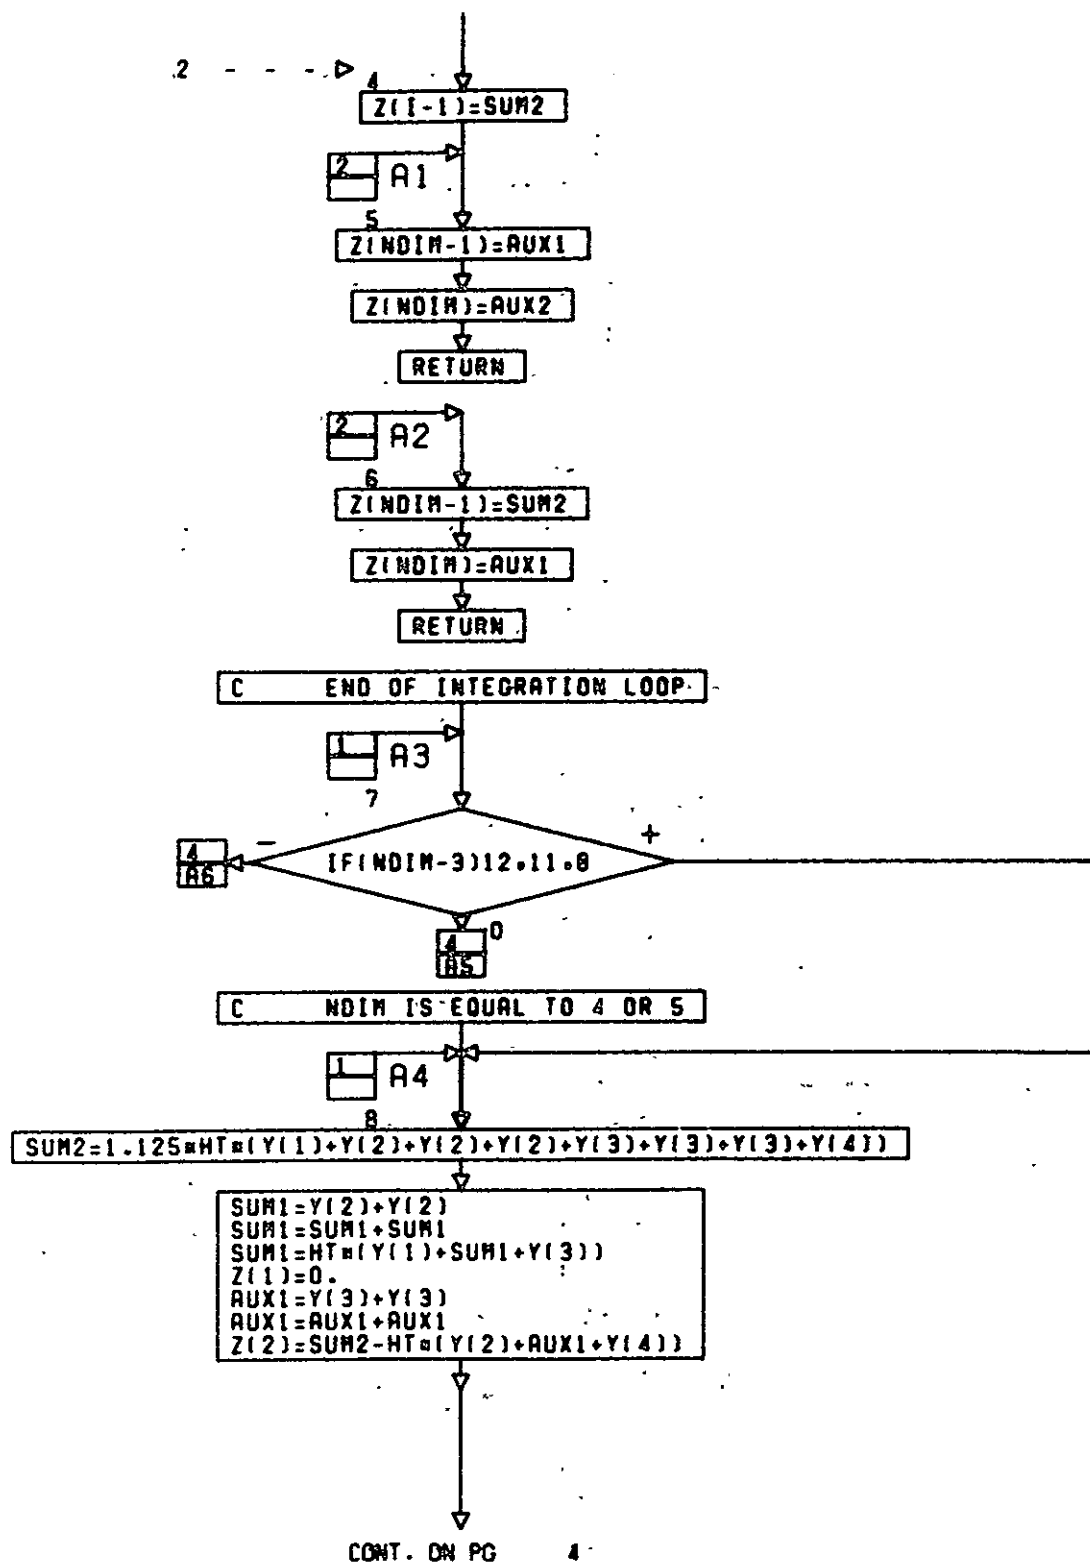 2
4
Z(I-1)=SUM2
2
A1
5
Z(NDIM-1)=AUX1
Z(NDIM)=AUX2
RETURN
2
A2
6
Z(NDIM-1)=SUM2
Z(NDIM)=AUX1
RETURN
C END OF INTEGRATION LOOP
1
A3
7
- +
4
A6
IF(NDIM-3)12,11,8
0
4
A5
C NDIM IS EQUAL TO 4 OR 5
1
A4
8
SUM2=1.125*HT*(Y(1)+Y(2)+Y(2)+Y(2)+Y(3)+Y(3)+Y(3)+Y(4))
SUM1=Y(2)+Y(2)
SUM1=SUM1+SUM1
SUM1=HT*(Y(1)+SUM1+Y(3))
Z(1)=0.
AUX1=Y(3)+Y(3)
AUX1=AUX1+AUX1
Z(2)=SUM2-HT*(Y(2)+AUX1+Y(4))
CONT. ON PG 4